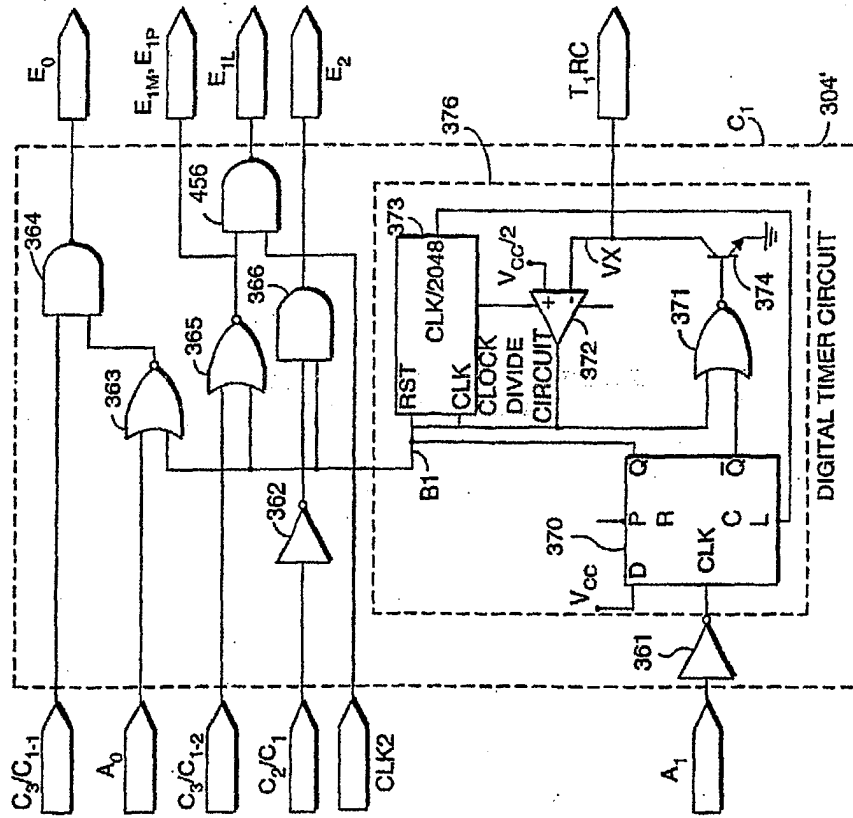 E0
E1M, E1P
E1L
E2
T1RC
364
456
366
376
C1
304'
363
365
362
373
RST
CLK/2048
CLK
CLOCK
DIVIDE
CIRCUIT
VCC/2
+
-
372
VX
371
374
B1
370
VCC
D
P
R
Q
Q̅
CLK
C
L
361
DIGITAL TIMER CIRCUIT
C3/C1-1
A0
C3/C1-2
C2/C1
CLK2
A1